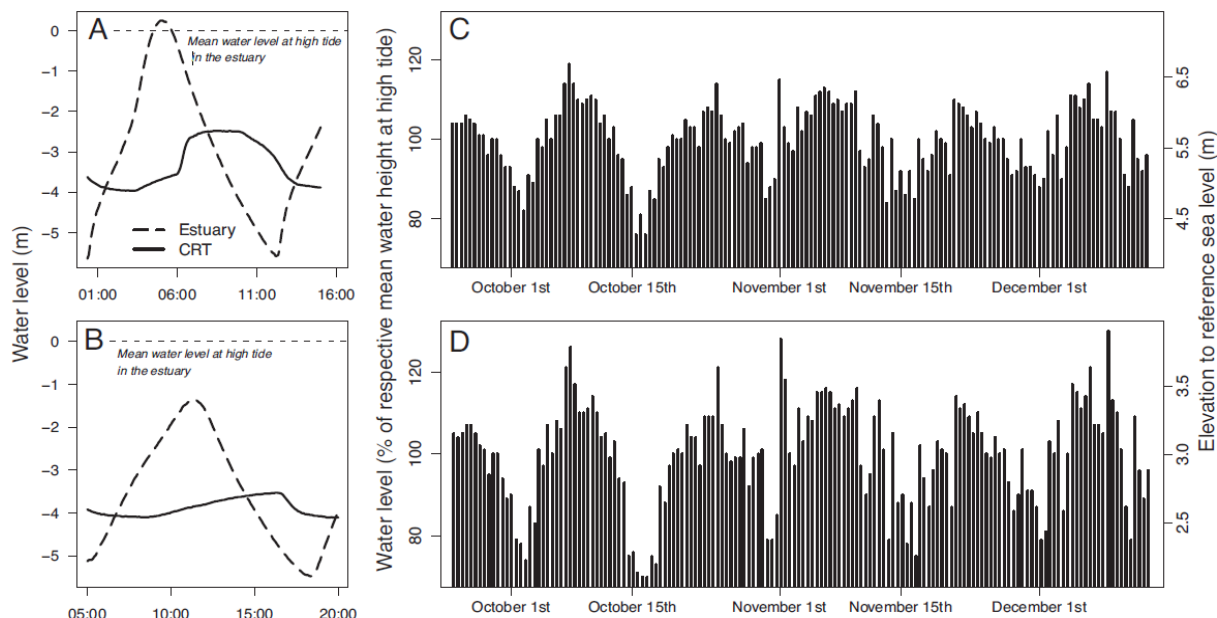 Water level (m)
A
0
−1
−2
−3
−4
−5
Mean water level at high tide
in the estuary
Estuary
CRT
01:00 06:00 11:00 16:00
B
0
−1
−2
−3
−4
−5
Mean water level at high tide
in the estuary
05:00 10:00 15:00 20:00
Water level (% of respective mean water height at high tide)
C
120
100
80
6.5
5.5
4.5
October 1st October 15th November 1st November 15th December 1st
D
120
100
80
3.5
3.0
2.5
October 1st October 15th November 1st November 15th December 1st
Elevation to reference sea level (m)